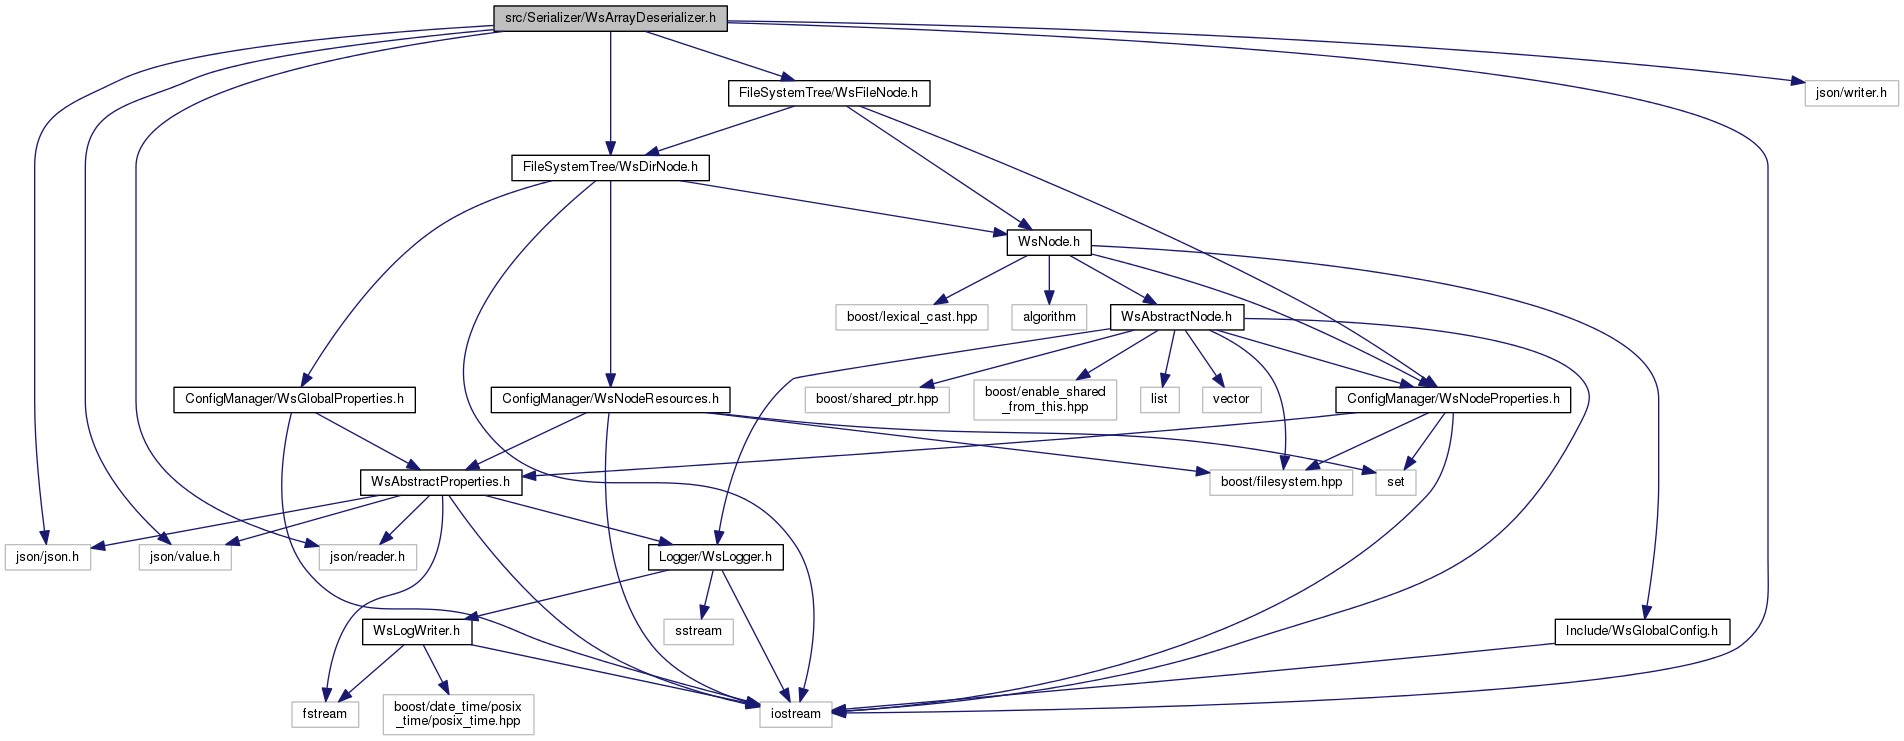 src/Serializer/WsArrayDeserializer.h
FileSystemTree/WsFileNode.h
json/writer.h
FileSystemTree/WsDirNode.h
WsNode.h
boost/lexical_cast.hpp
algorithm
WsAbstractNode.h
ConfigManager/WsGlobalProperties.h
ConfigManager/WsNodeResources.h
boost/shared_ptr.hpp
boost/enable_shared
_from_this.hpp
list
vector
ConfigManager/WsNodeProperties.h
WsAbstractProperties.h
boost/filesystem.hpp
set
json/json.h
json/value.h
json/reader.h
Logger/WsLogger.h
WsLogWriter.h
sstream
Include/WsGlobalConfig.h
fstream
boost/date_time/posix
_time/posix_time.hpp
iostream